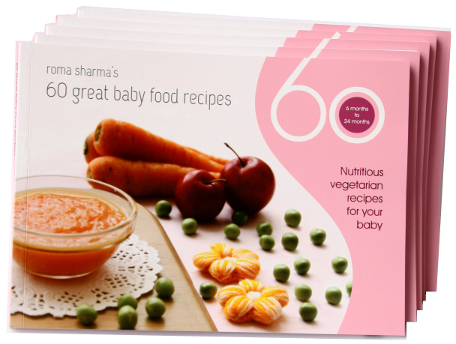 roma sharma's
60 great baby food recipes
60
6 months
to
24 months
Nutritious
vegetarian
recipes
for your
baby